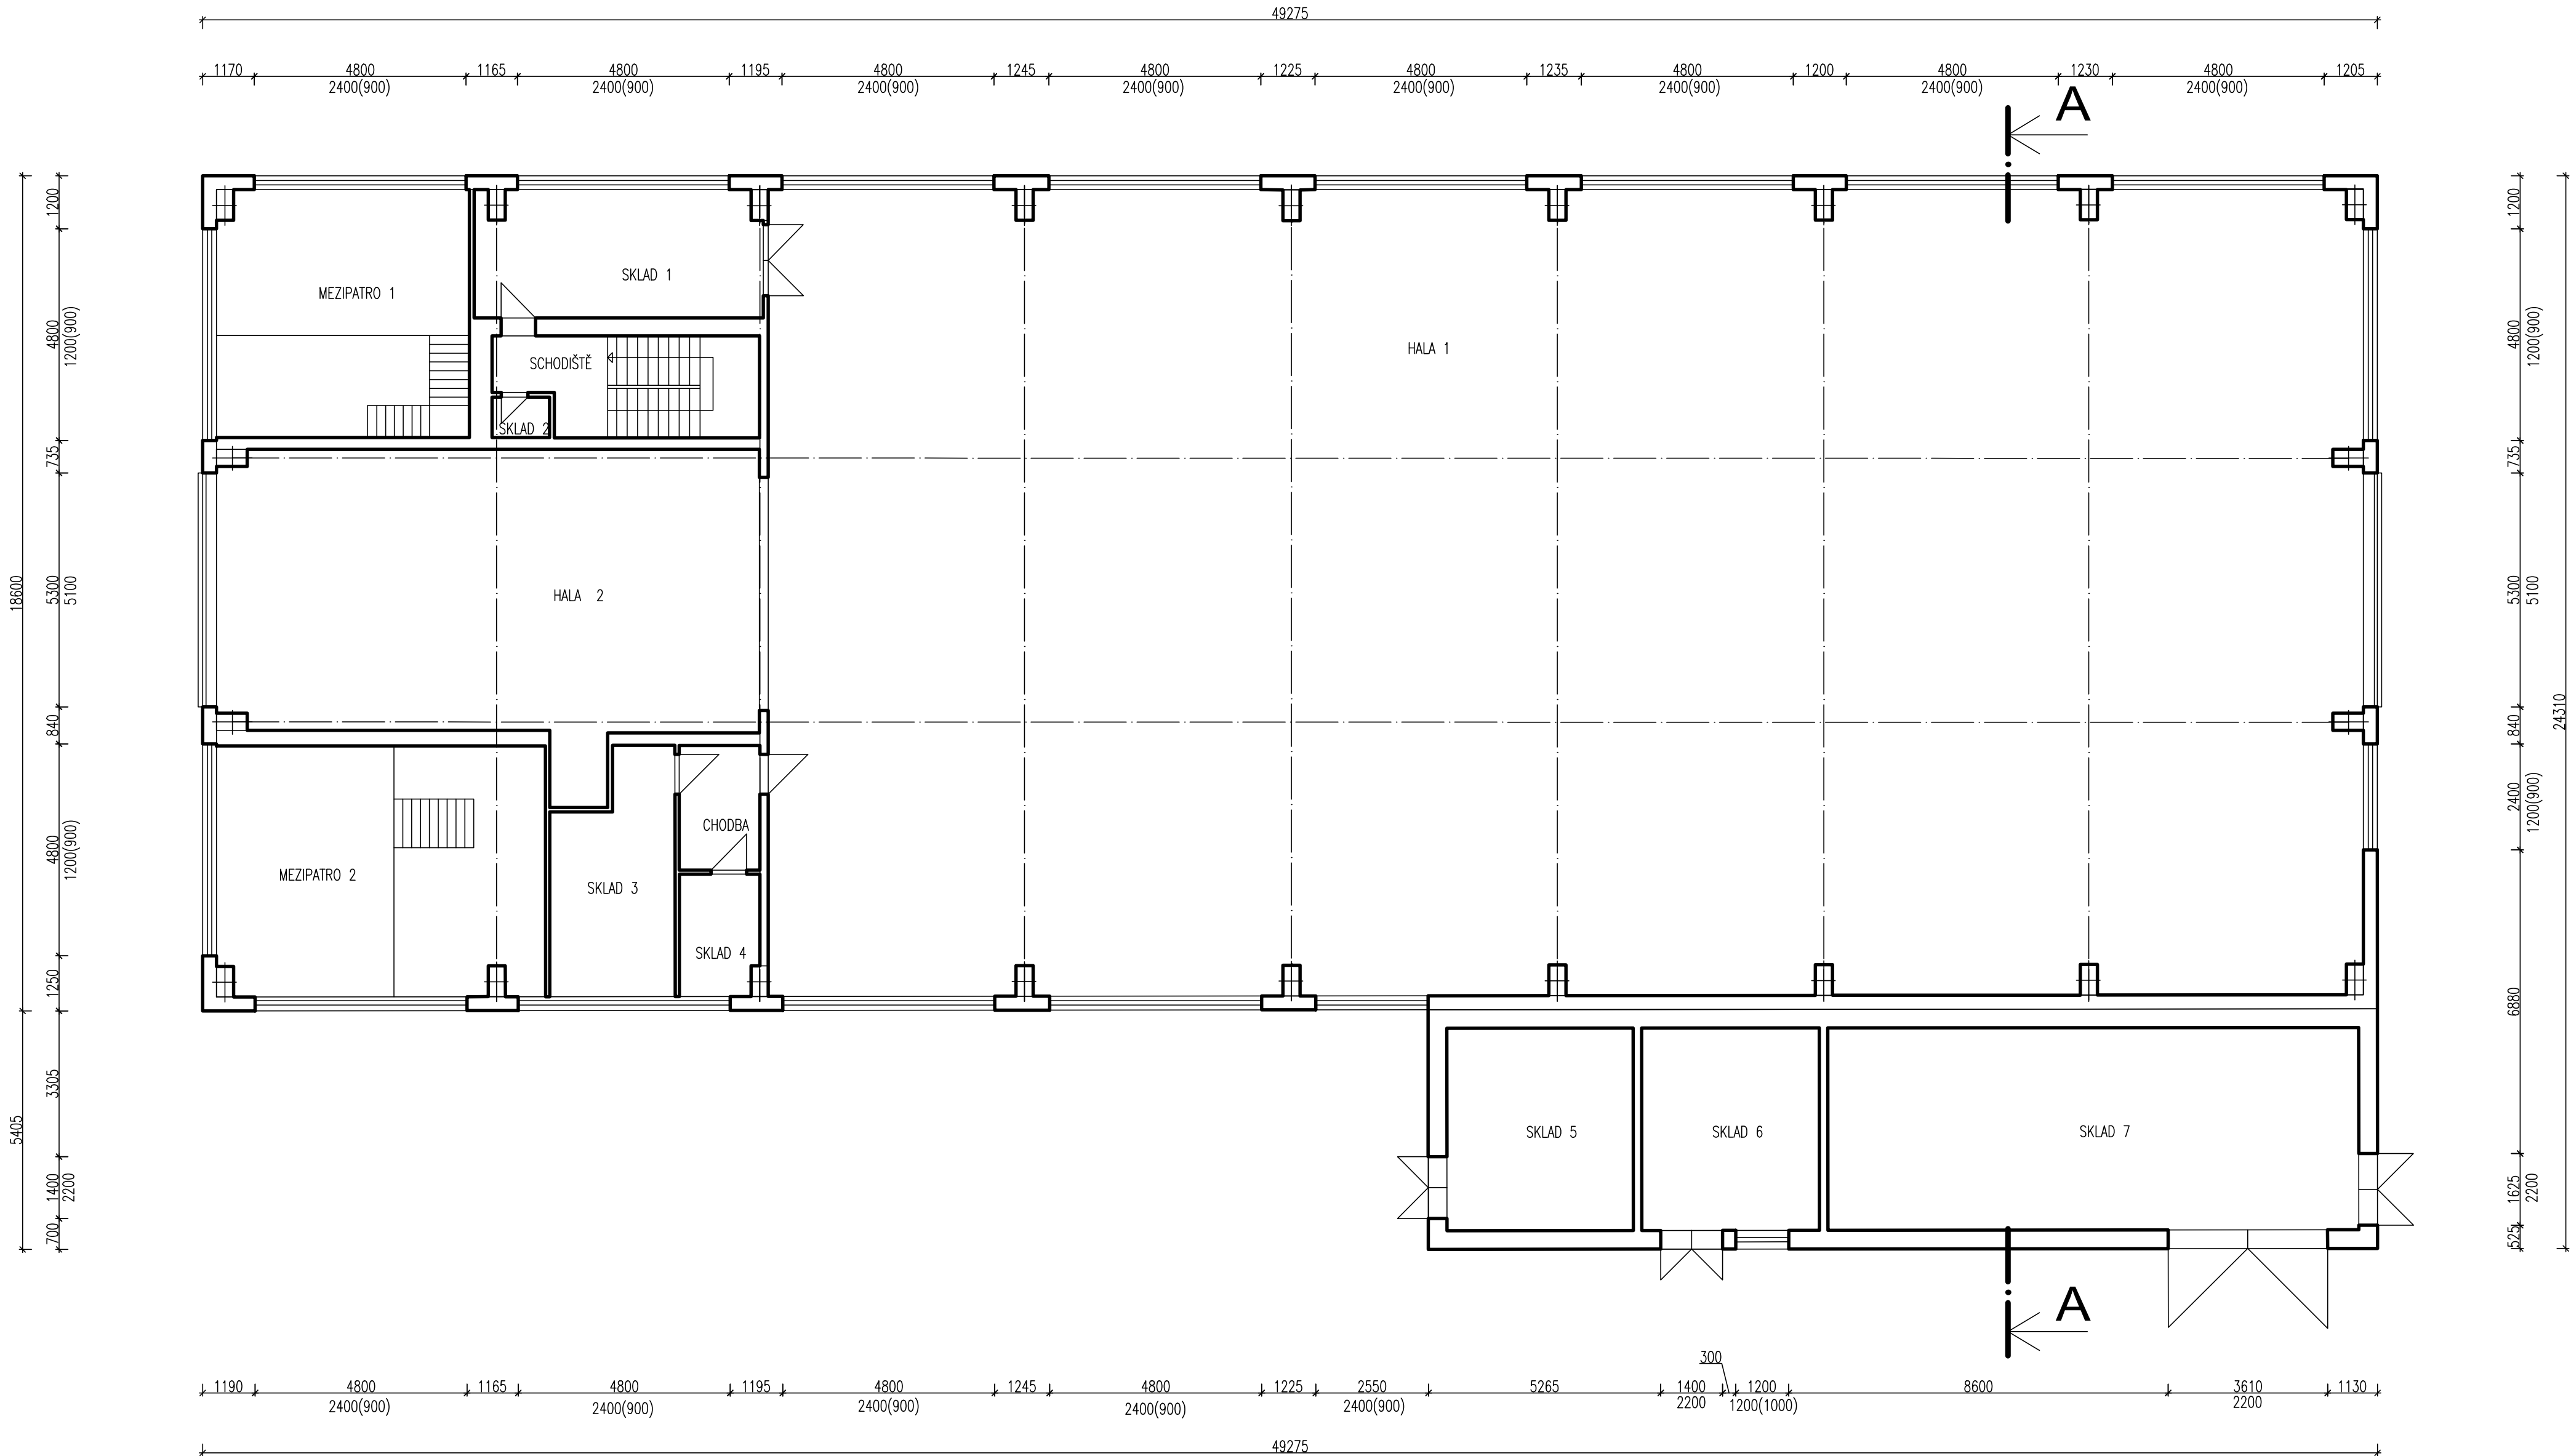 49275
1170 4800 1165 4800 1195 4800 1245 4800 1225 4800 1235 4800 1200 4800 1230 4800 1205
2400(900) 2400(900) 2400(900) 2400(900) 2400(900) 2400(900) 2400(900) 2400(900)
A
1200
4800
1200(900)
735
5300
5100
840
4800
1200(900)
1250
18600
3305
1400
2200
700
5405
MEZIPATRO 1
SKLAD 1
SCHODIŠTĚ
SKLAD 2
HALA 1
HALA 2
MEZIPATRO 2
SKLAD 3
CHODBA
SKLAD 4
SKLAD 5
SKLAD 6
SKLAD 7
1200
4800
1200(900)
735
5300
5100
840
2400
1200(900)
6880
1625
2200
525
24310
A
300
1190 4800 1165 4800 1195 4800 1245 4800 1225 2550 5265 1400 1200 8600 3610 1130
2400(900) 2400(900) 2400(900) 2400(900) 2400(900) 2200 1200(1000) 2200
49275